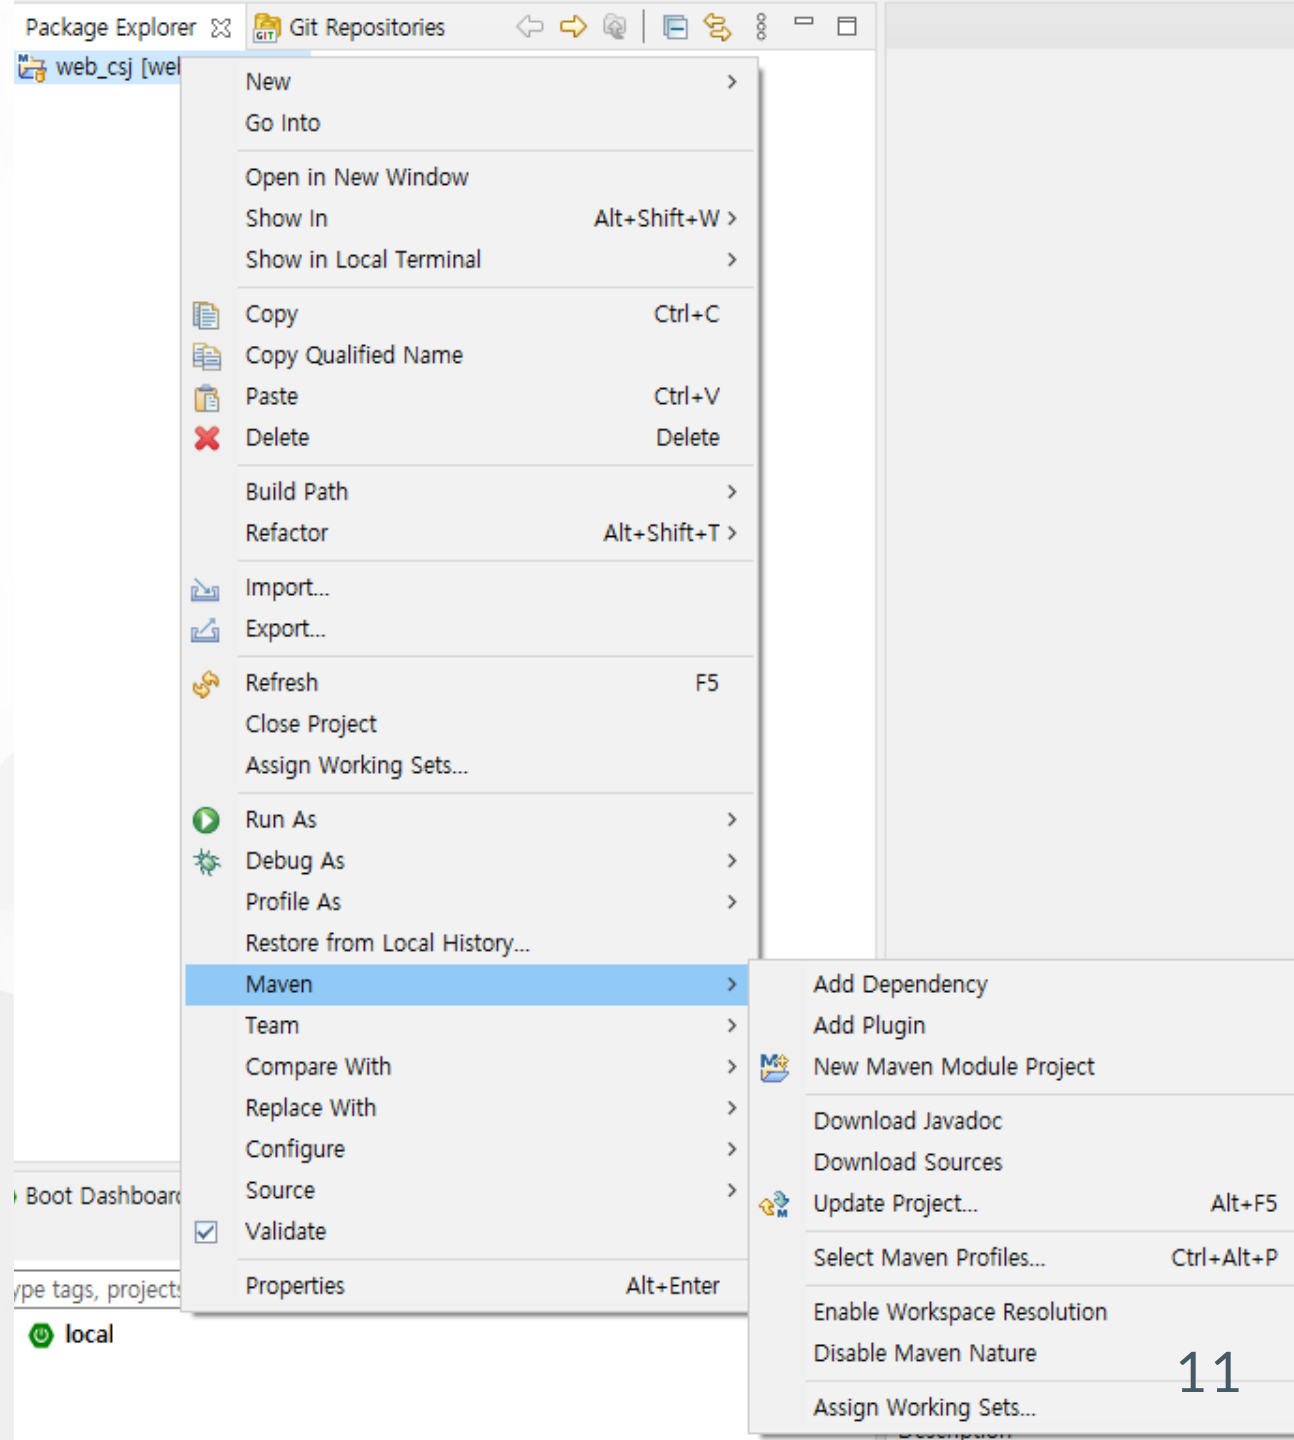 Package Explorer Git Repositories
web_csj [we
New
Go Into
Open in New Window
Show In Alt+Shift+W
Show in Local Terminal
Copy Ctrl+C
Copy Qualified Name
Paste Ctrl+V
Delete Delete
Build Path
Refactor Alt+Shift+T
Import...
Export...
Refresh F5
Close Project
Assign Working Sets...
Run As
Debug As
Profile As
Restore from Local History...
Maven
Team
Compare With
Replace With
Configure
Source
Validate
Properties Alt+Enter
Add Dependency
Add Plugin
New Maven Module Project
Download Javadoc
Download Sources
Update Project... Alt+F5
Select Maven Profiles... Ctrl+Alt+P
Enable Workspace Resolution
Disable Maven Nature
Assign Working Sets...
Boot Dashboard
ype tags, projects
local
11
Description